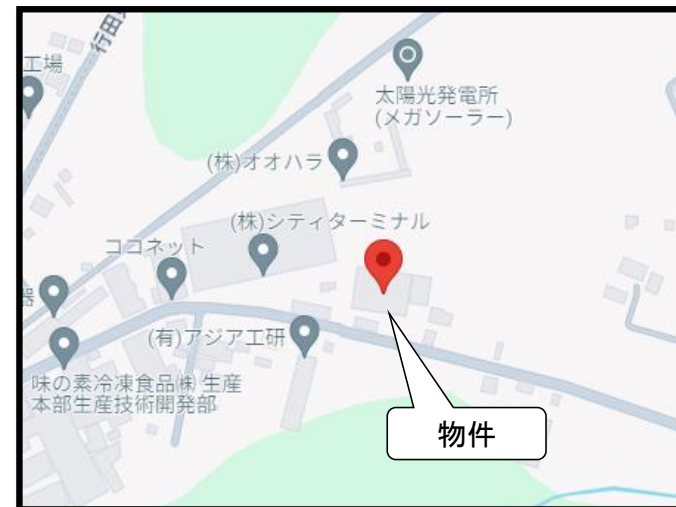 行田
工場
太陽光発電所
(メガソーラー)
(株)オオハラ
(株)シティターミナル
ココネット
器
(有)アジア工研
味の素冷凍食品㈱ 生産
本部生産技術開発部
物件